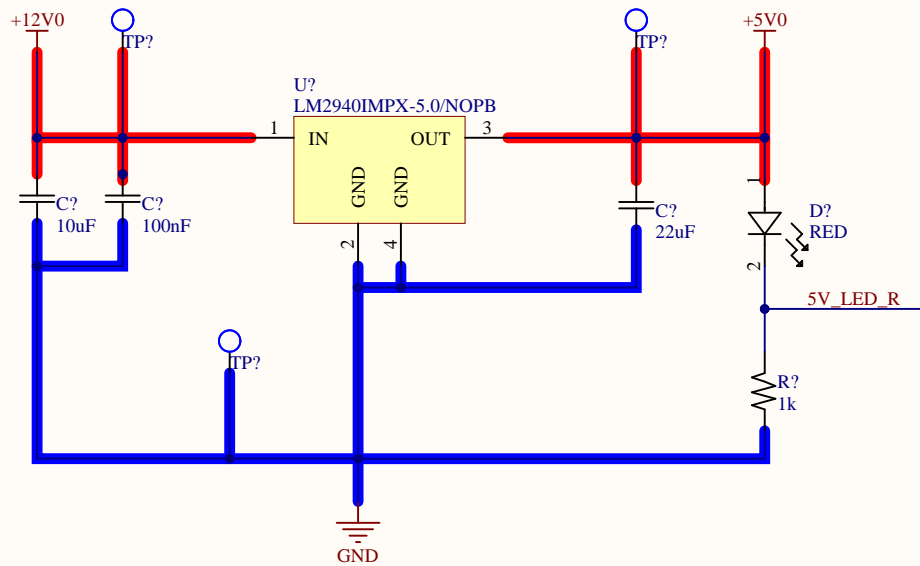 +12V0
TP?
TP?
+5V0
U?
LM2940IMPX-5.0/NOPB
1
IN
OUT
3
GND
GND
2
4
C?
10uF
C?
100nF
C?
22uF
1
D?
RED
2
5V_LED_R
TP?
R?
1k
GND